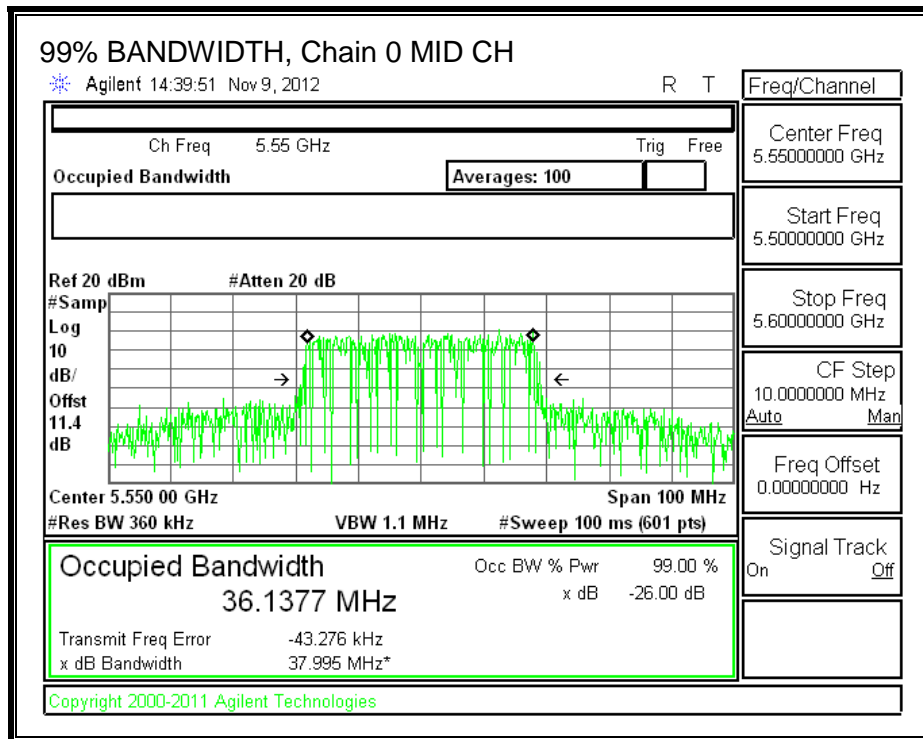 99% BANDWIDTH, Chain 0 MID CH
Agilent 14:39:51 Nov 9, 2012 R T
Freq/Channel
Ch Freq 5.55 GHz Trig Free
Occupied Bandwidth Averages: 100
Center Freq
5.55000000 GHz
Start Freq
5.50000000 GHz
Stop Freq
5.60000000 GHz
CF Step
10.0000000 MHz
Auto Man
Freq Offset
0.00000000 Hz
Signal Track
On Off
Ref 20 dBm #Atten 20 dB
#Samp
Log
10
dB/
Offst
11.4
dB
Center 5.550 00 GHz Span 100 MHz
#Res BW 360 kHz VBW 1.1 MHz #Sweep 100 ms (601 pts)
Occupied Bandwidth Occ BW % Pwr 99.00 %
36.1377 MHz x dB -26.00 dB
Transmit Freq Error -43.276 kHz
x dB Bandwidth 37.995 MHz*
Copyright 2000-2011 Agilent Technologies